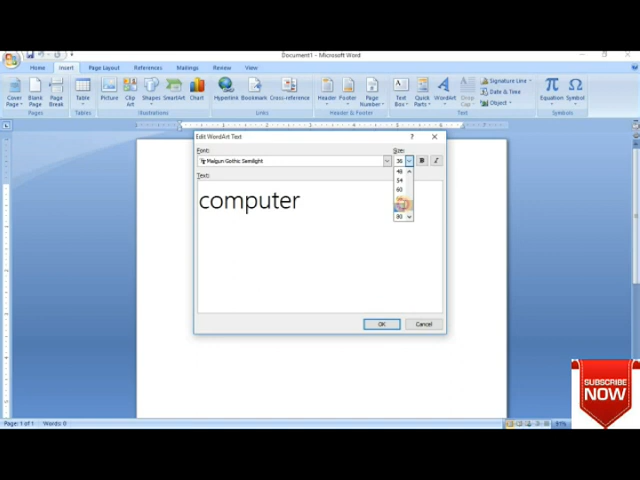 Document1 - Microsoft Word
Home Insert Page Layout References Mailings Review View
Cover Page Blank Page Page Break Table Picture Clip Art Shapes SmartArt Chart Hyperlink Bookmark Cross-reference Header Footer Page Number Text Box Quick Parts WordArt Drop Cap Signature Line Date & Time Object Equation Symbol
Pages Tables Illustrations Links Header & Footer Text Symbols
Edit WordArt Text
Font: Size:
Malgun Gothic Semilight 36 B I
Text:
48
54
60
80
computer
OK Cancel
SUBSCRIBE
NOW
Page: 1 of 1 Words: 0